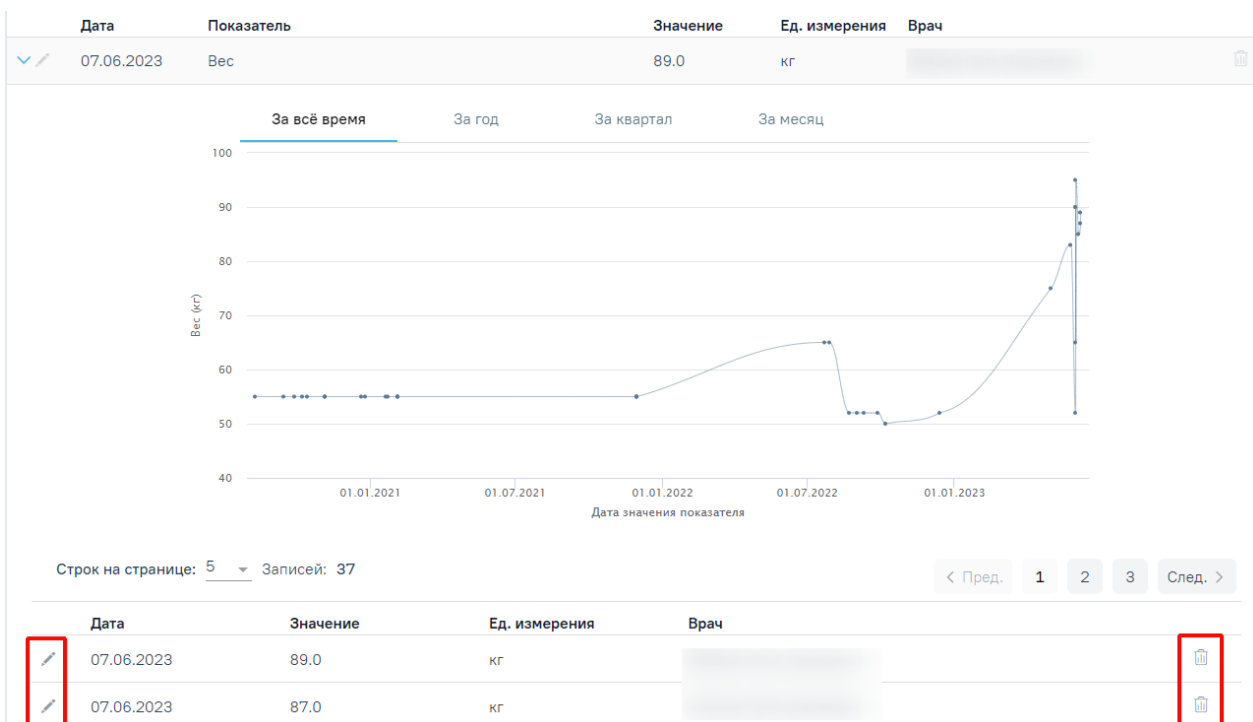 Дата Показатель Значение Ед. измерения Врач
07.06.2023 Вес 89.0 кг
За всё время За год За квартал За месяц
100
90
80
70
60
50
40
Вес (кг)
01.01.2021 01.07.2021 01.01.2022 01.07.2022 01.01.2023
Дата значения показателя
Строк на странице: 5 Записей: 37 < Пред. 1 2 3 След. >
Дата Значение Ед. измерения Врач
07.06.2023 89.0 кг
07.06.2023 87.0 кг